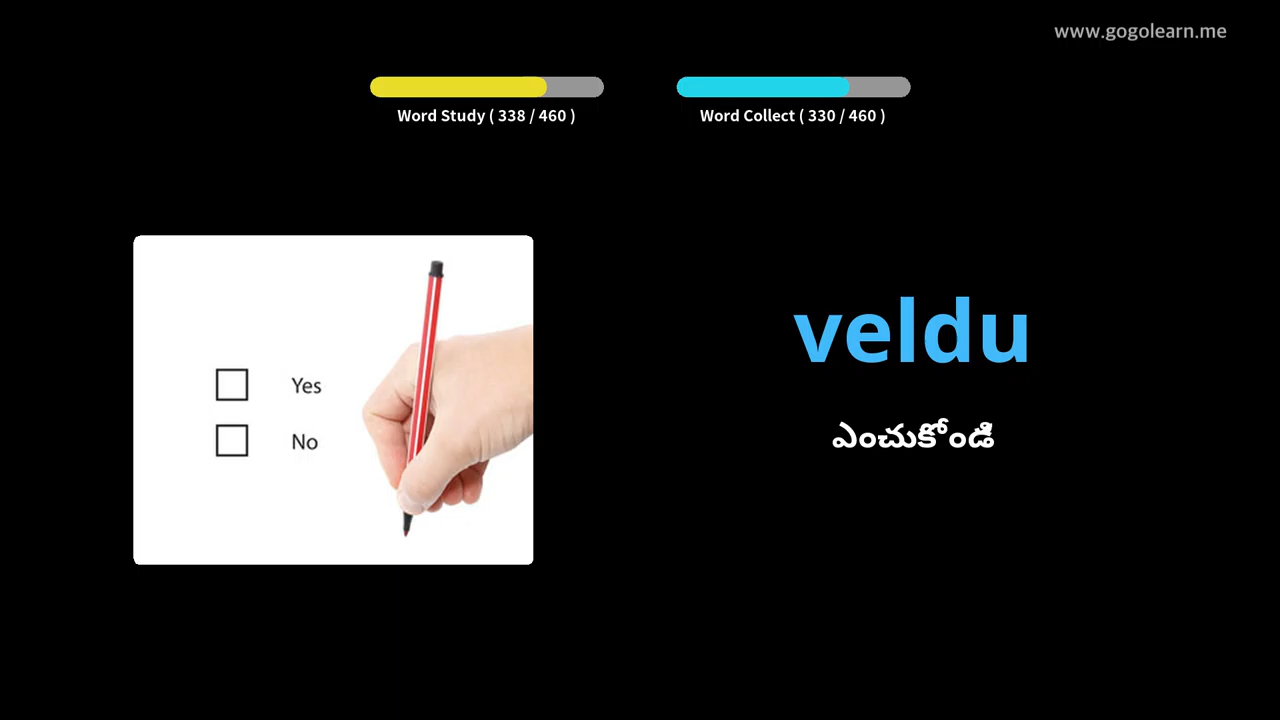 www.gogolearn.me
Word Study ( 338 / 460 )
Word Collect ( 330 / 460 )
Yes
No
veldu
ఎంచుకోండి